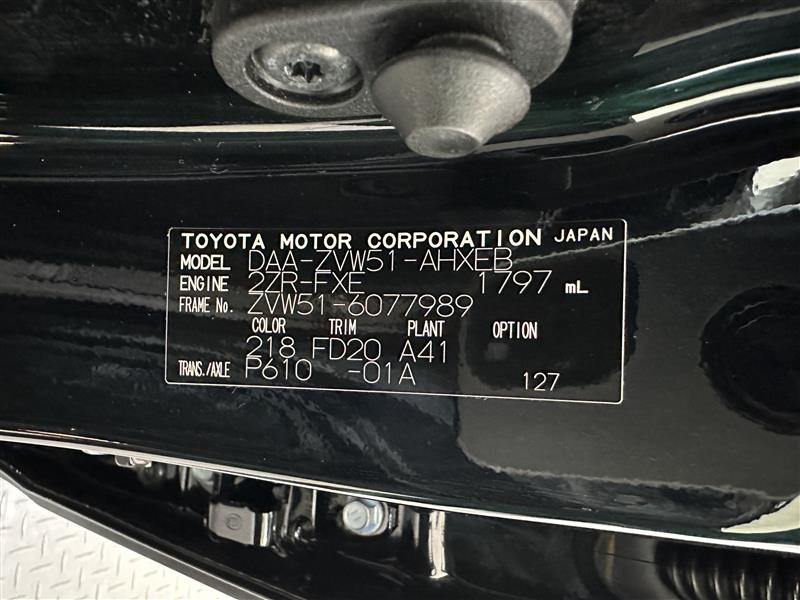 TOYOTA MOTOR CORPORATION JAPAN
MODEL DAA-ZVW51-AHXEB
ENGINE 2ZR-FXE 1797 mL
FRAME No. ZVW51-6077989
COLOR TRIM PLANT OPTION
218 FD20 A41
TRANS./AXLE P610 -01A 127